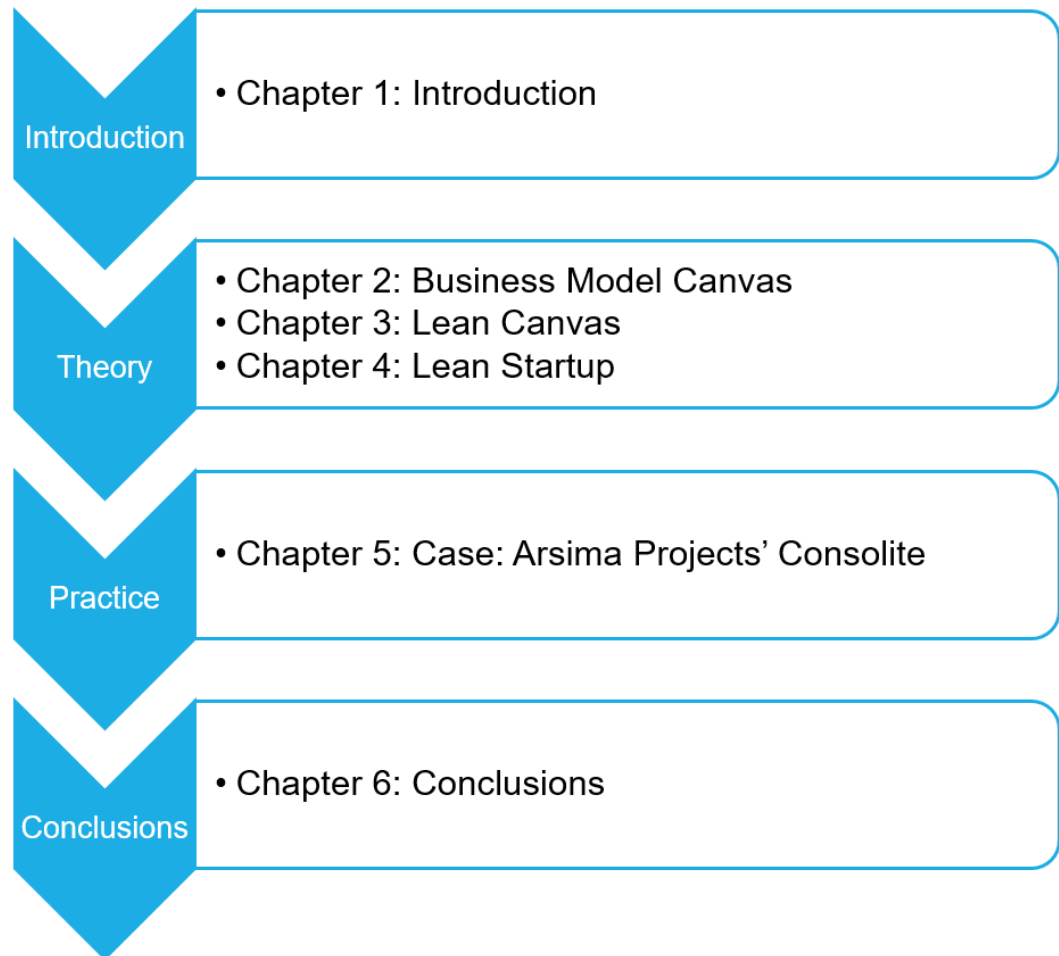 Introduction
• Chapter 1: Introduction
Theory
• Chapter 2: Business Model Canvas
• Chapter 3: Lean Canvas
• Chapter 4: Lean Startup
Practice
• Chapter 5: Case: Arsima Projects’ Consolite
Conclusions
• Chapter 6: Conclusions